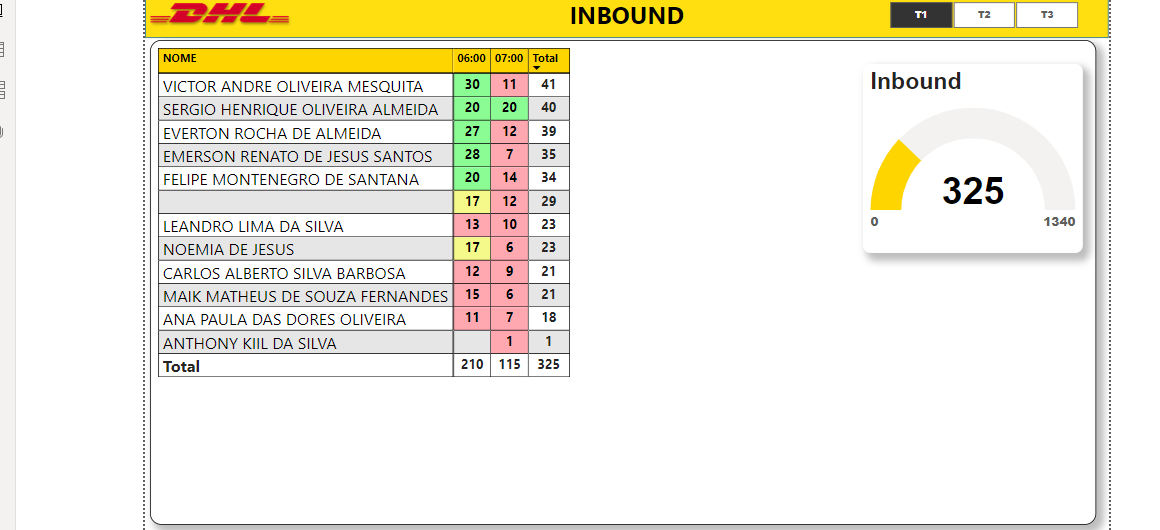 DHL
INBOUND
T1 T2 T3
NOME 06:00 07:00 Total
VICTOR ANDRE OLIVEIRA MESQUITA 30 11 41
SERGIO HENRIQUE OLIVEIRA ALMEIDA 20 20 40
EVERTON ROCHA DE ALMEIDA 27 12 39
EMERSON RENATO DE JESUS SANTOS 28 7 35
FELIPE MONTENEGRO DE SANTANA 20 14 34
17 12 29
LEANDRO LIMA DA SILVA 13 10 23
NOEMIA DE JESUS 17 6 23
CARLOS ALBERTO SILVA BARBOSA 12 9 21
MAIK MATHEUS DE SOUZA FERNANDES 15 6 21
ANA PAULA DAS DORES OLIVEIRA 11 7 18
ANTHONY KIIL DA SILVA 1 1
Total 210 115 325
Inbound
325
0 1340